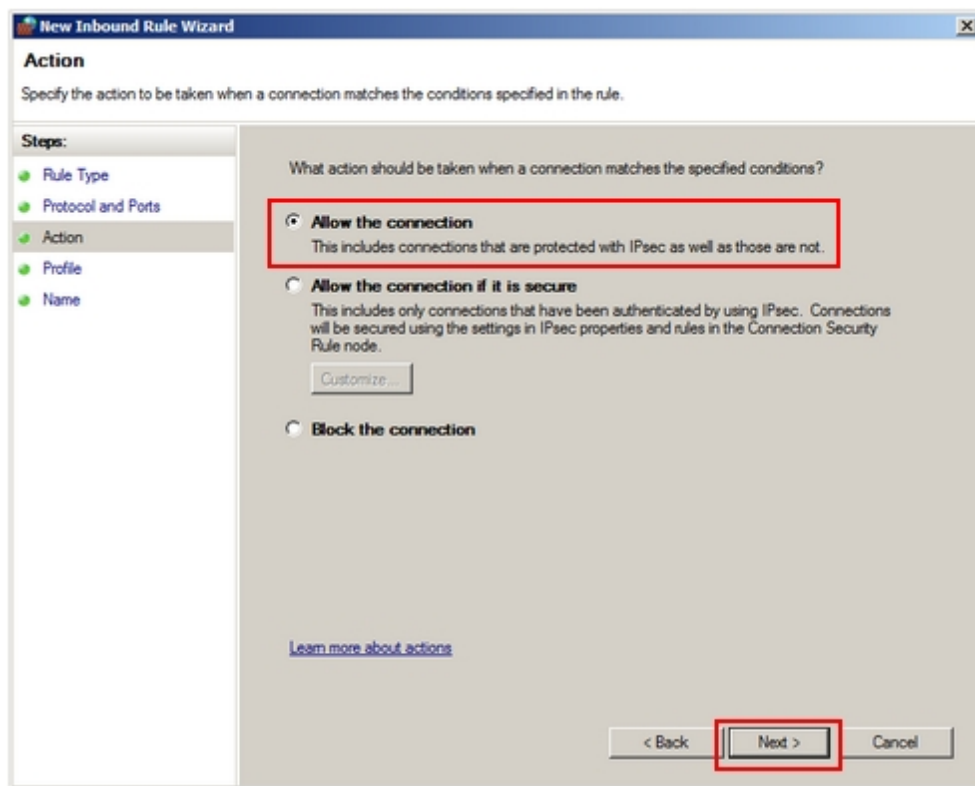 New Inbound Rule Wizard
Action
Specify the action to be taken when a connection matches the conditions specified in the rule.
Steps:
Rule Type
Protocol and Ports
Action
Profile
Name
What action should be taken when a connection matches the specified conditions?
Allow the connection
This includes connections that are protected with IPsec as well as those are not.
Allow the connection if it is secure
This includes only connections that have been authenticated by using IPsec. Connections
will be secured using the settings in IPsec properties and rules in the Connection Security
Rule node.
Customize...
Block the connection
Learn more about actions
< Back
Next >
Cancel